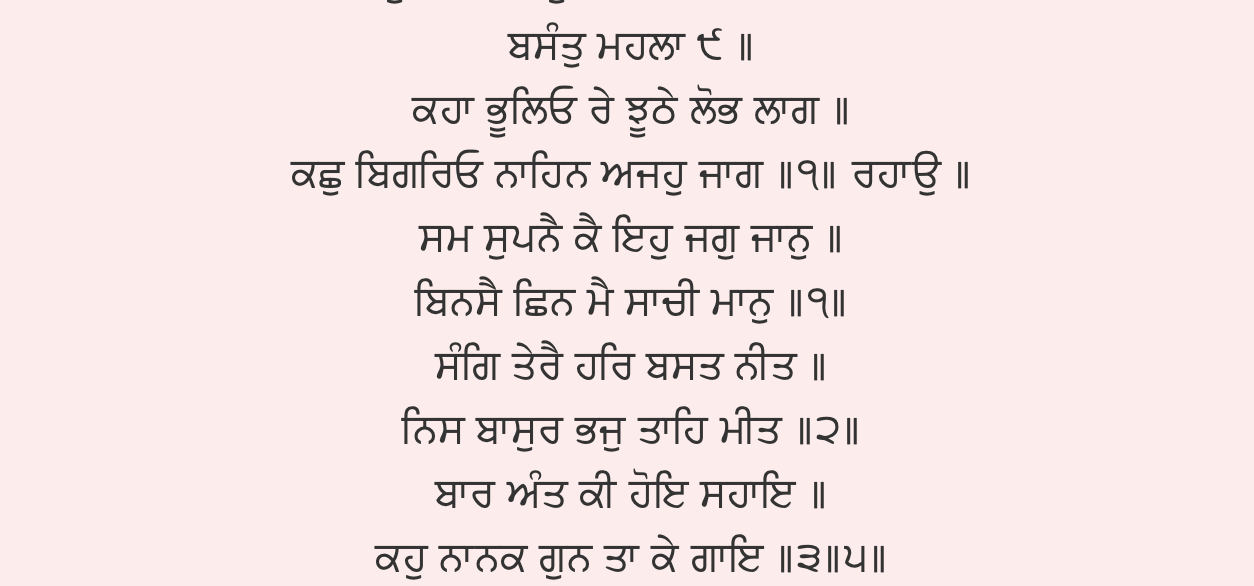 ਬਸੰਤੁ ਮਹਲਾ ੯ ॥
ਕਹਾ ਭੂਲਿਓ ਰੇ ਝੂਠੇ ਲੋਭ ਲਾਗ ॥
ਕਛੁ ਬਿਗਰਿਓ ਨਾਹਿਨ ਅਜਹੁ ਜਾਗ ॥੧॥ ਰਹਾਉ ॥
ਸਮ ਸੁਪਨੈ ਕੈ ਇਹੁ ਜਗੁ ਜਾਨੁ ॥
ਬਿਨਸੈ ਛਿਨ ਮੈ ਸਾਚੀ ਮਾਨੁ ॥੧॥
ਸੰਗਿ ਤੇਰੈ ਹਰਿ ਬਸਤ ਨੀਤ ॥
ਨਿਸ ਬਾਸੁਰ ਭਜੁ ਤਾਹਿ ਮੀਤ ॥੨॥
ਬਾਰ ਅੰਤ ਕੀ ਹੋਇ ਸਹਾਇ ॥
ਕਹੁ ਨਾਨਕ ਗੁਨ ਤਾ ਕੇ ਗਾਇ ॥੩॥੫॥